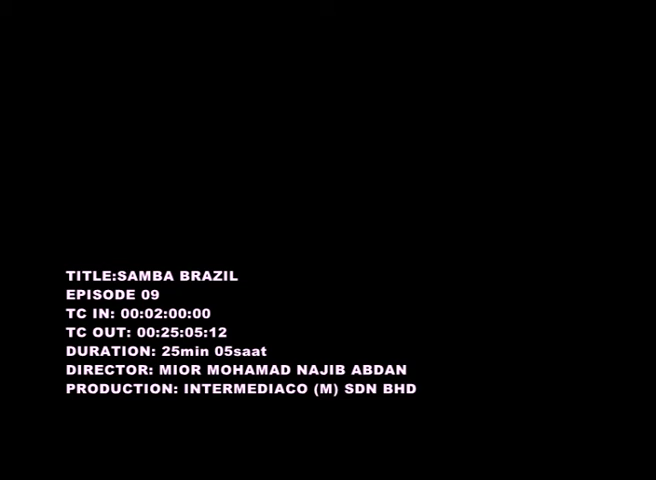 TITLE:SAMBA BRAZIL
EPISODE 09
TC IN: 00:02:00:00
TC OUT: 00:25:05:12
DURATION: 25min 05saat
DIRECTOR: MIOR MOHAMAD NAJIB ABDAN
PRODUCTION: INTERMEDIACO (M) SDN BHD